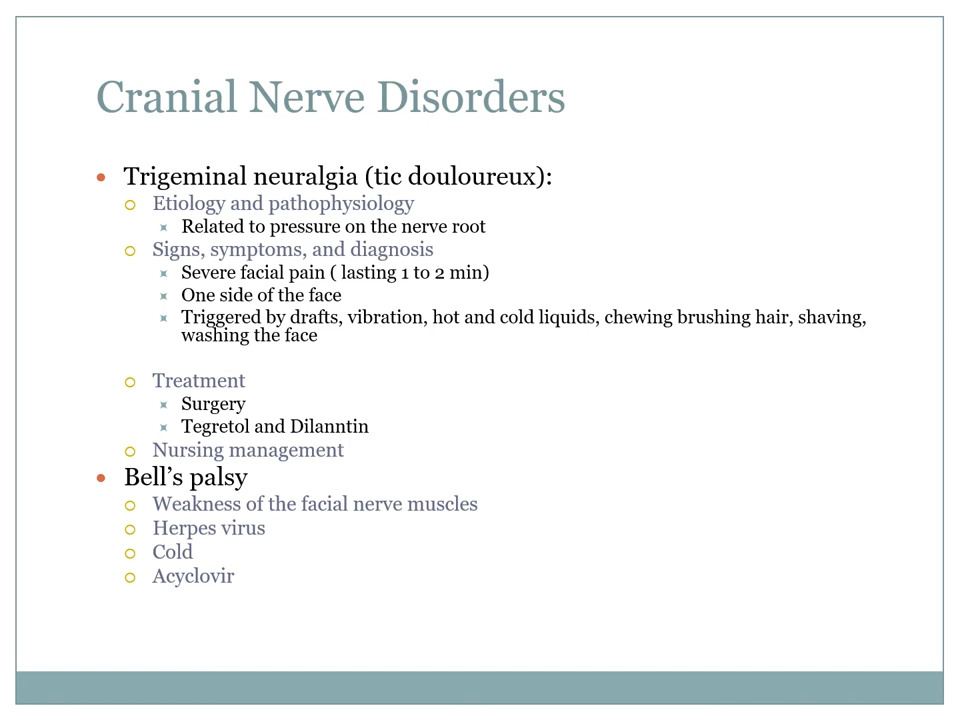 Cranial Nerve Disorders
Trigeminal neuralgia (tic douloureux):
Etiology and pathophysiology
Related to pressure on the nerve root
Signs, symptoms, and diagnosis
Severe facial pain ( lasting 1 to 2 min)
One side of the face
Triggered by drafts, vibration, hot and cold liquids, chewing brushing hair, shaving,
washing the face
Treatment
Surgery
Tegretol and Dilanntin
Nursing management
Bell’s palsy
Weakness of the facial nerve muscles
Herpes virus
Cold
Acyclovir